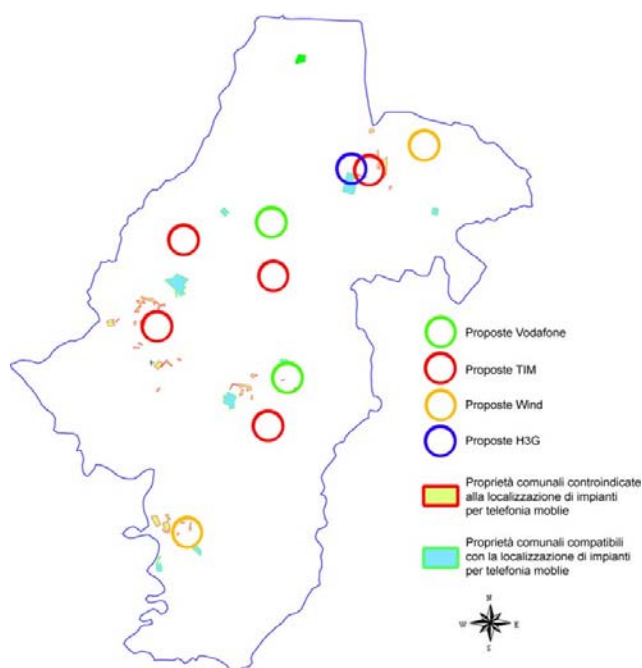 Proposte Vodafone
Proposte TIM
Proposte Wind
Proposte H3G
Proprietà comunali controindicate
alla localizzazione di impianti
per telefonia moblie
Proprietà comunali compatibili
con la localizzazione di impianti
per telefonia moblie
N
W E
S